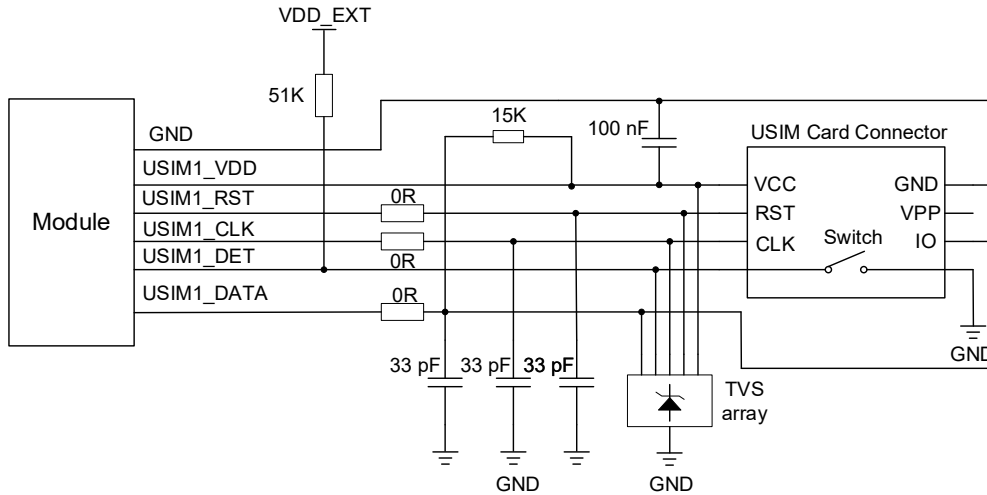 VDD_EXT
51K
15K
100 nF
USIM Card Connector
GND
USIM1_VDD
VCC
GND
USIM1_RST
0R
RST
VPP
Module
USIM1_CLK
CLK
Switch
IO
USIM1_DET
0R
USIM1_DATA
0R
GND
33 pF
33 pF
33 pF
TVS
array
GND
GND